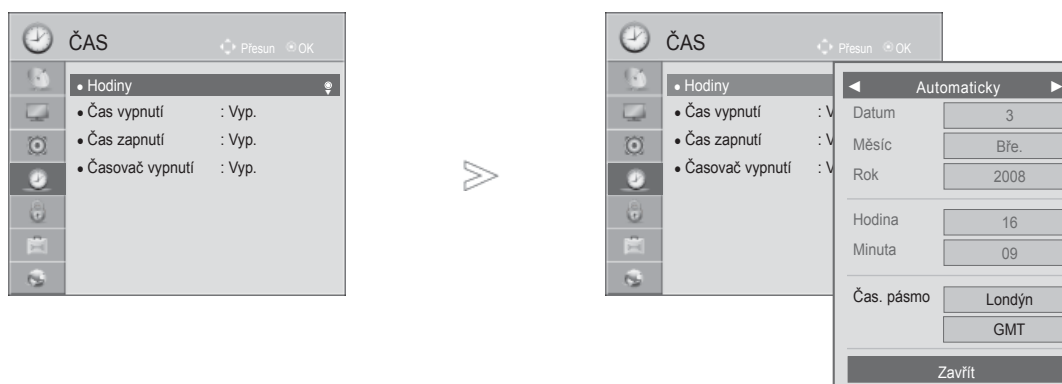 ČAS
Přesun OK
• Hodiny
• Čas vypnutí : Vyp.
• Čas zapnutí : Vyp.
• Časovač vypnutí : Vyp.
ČAS
Přesun OK
• Hodiny
• Čas vypnutí : V
• Čas zapnutí : V
• Časovač vypnutí : V
◄ Automaticky ►
Datum 3
Měsíc Bře.
Rok 2008
Hodina 16
Minuta 09
Čas. pásmo Londýn
GMT
Zavřít